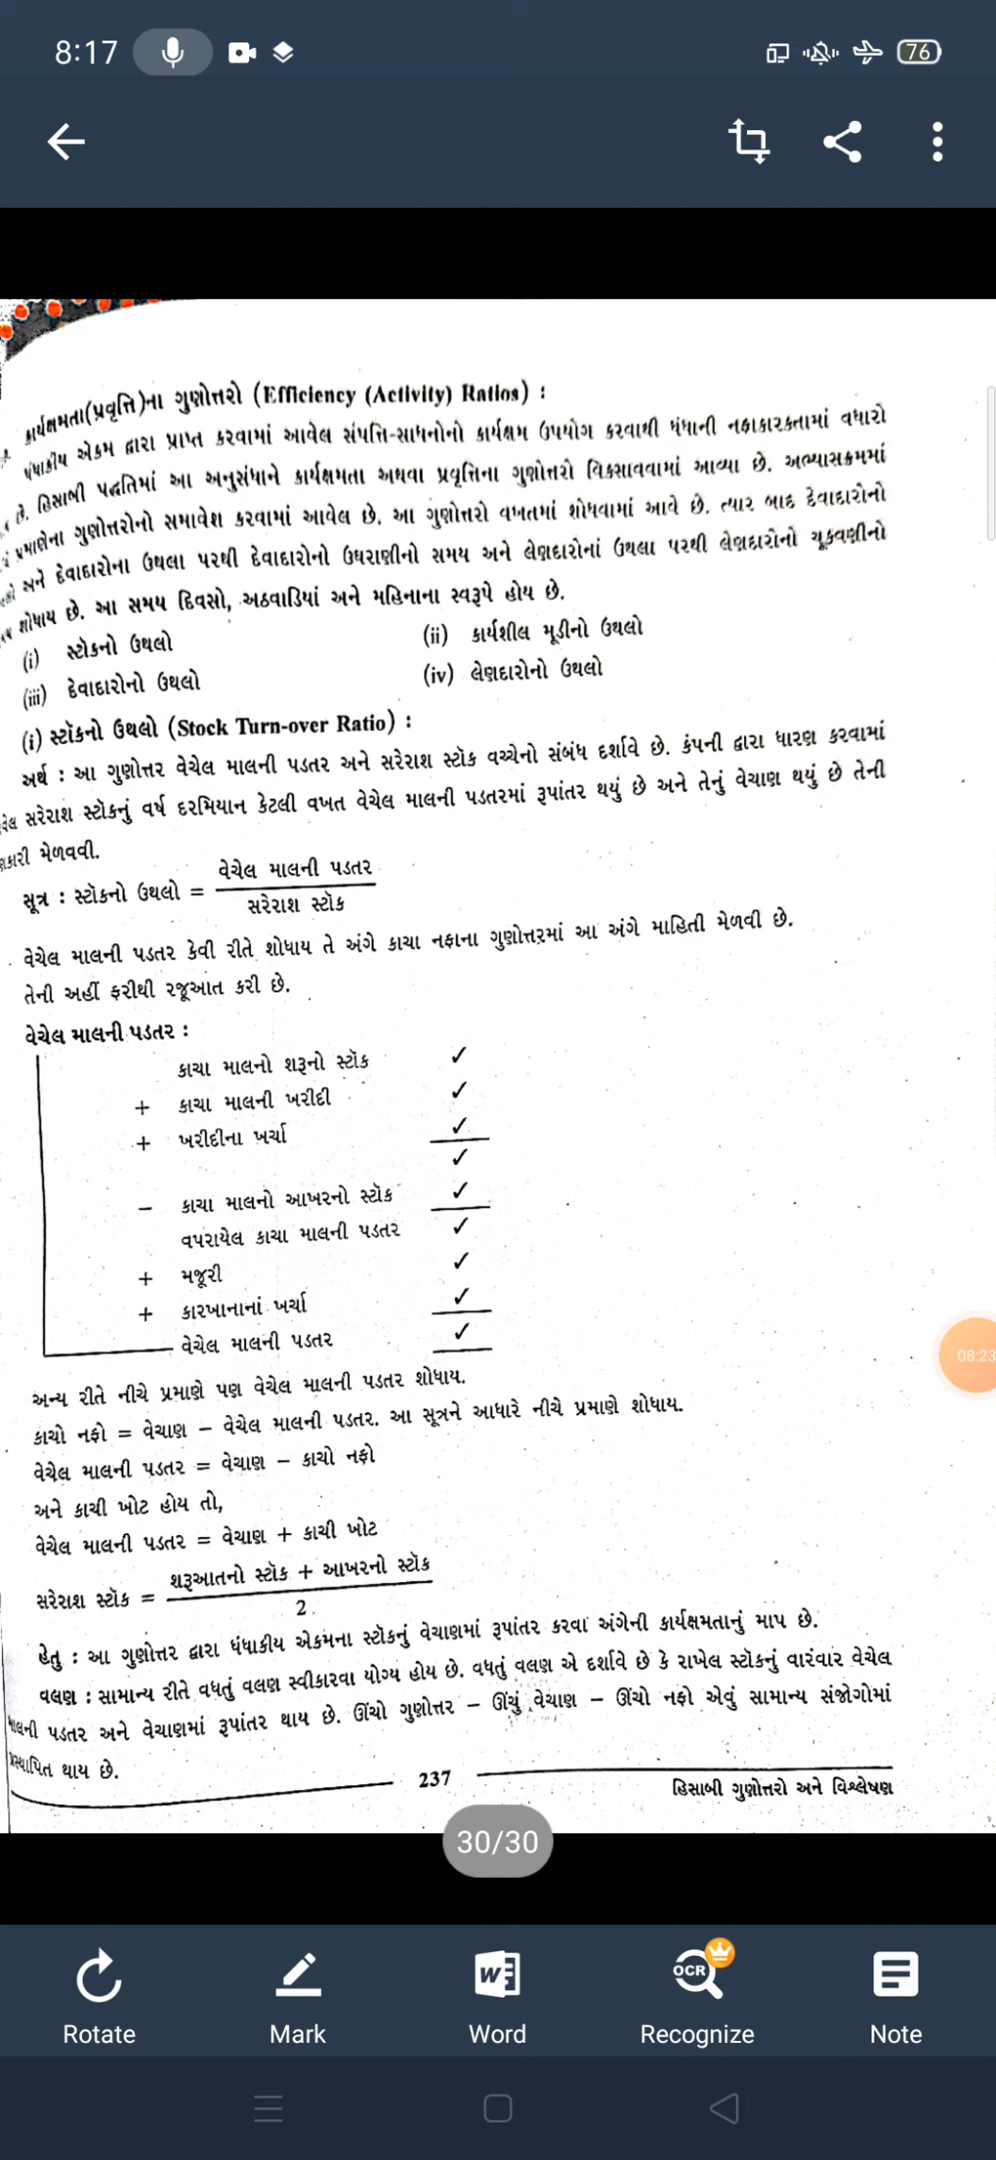 8:17
76
કાર્યક્ષમતા(પ્રવૃત્તિ)ના ગુણોત્તરો (Efficiency (Activity) Ratios) :
ધંધાકીય એકમ દ્વારા પ્રાપ્ત કરવામાં આવેલ સંપત્તિ-સાધનોનો કાર્યક્ષમ ઉપયોગ કરવાથી ધંધાની નફાકારકતામાં વધારો
છે. હિસાબી પદ્ધતિમાં આ અનુસંધાને કાર્યક્ષમતા અથવા પ્રવૃત્તિના ગુણોત્તરો વિકસાવવામાં આવ્યા છે. અભ્યાસક્રમમાં
પ્રમાણેના ગુણોત્તરોનો સમાવેશ કરવામાં આવેલ છે. આ ગુણોત્તરો વખતમાં શોધવામાં આવે છે. ત્યાર બાદ દેવાદારોનો
અને દેવાદારોના ઉથલા પરથી દેવાદારોનો ઉઘરાણીનો સમય અને લેણદારોનાં ઉથલા પરથી લેણદારોનો ચૂકવણીનો
શોધાય છે. આ સમય દિવસો, અઠવાડિયાં અને મહિનાના સ્વરૂપે હોય છે.
(i) સ્ટૉકનો ઉથલો (ii) કાર્યશીલ મૂડીનો ઉથલો
(iii) દેવાદારોનો ઉથલો (iv) લેણદારોનો ઉથલો
(i) સ્ટૉકનો ઉથલો (Stock Turn-over Ratio) :
અર્થ : આ ગુણોત્તર વેચેલ માલની પડતર અને સરેરાશ સ્ટૉક વચ્ચેનો સંબંધ દર્શાવે છે. કંપની દ્વારા ધારણ કરવામાં
સરેરાશ સ્ટૉકનું વર્ષ દરમિયાન કેટલી વખત વેચેલ માલની પડતરમાં રૂપાંતર થયું છે અને તેનું વેચાણ થયું છે તેની
મેળવવી.
સૂત્ર : સ્ટૉકનો ઉથલો = વેચેલ માલની પડતર
સરેરાશ સ્ટૉક
વેચેલ માલની પડતર કેવી રીતે શોધાય તે અંગે કાચા નફાના ગુણોત્તરમાં આ અંગે માહિતી મેળવી છે.
તેની અહીં ફરીથી રજૂઆત કરી છે.
વેચેલ માલની પડતર :
કાચા માલનો શરૂનો સ્ટૉક ✓
+ કાચા માલની ખરીદી ✓
+ ખરીદીના ખર્ચા ✓
✓
– કાચા માલનો આખરનો સ્ટૉક ✓
વપરાયેલ કાચા માલની પડતર ✓
+ મજૂરી ✓
+ કારખાનાનાં ખર્ચા ✓
વેચેલ માલની પડતર ✓
08:23
અન્ય રીતે નીચે પ્રમાણે પણ વેચેલ માલની પડતર શોધાય.
કાચો નફો = વેચાણ – વેચેલ માલની પડતર. આ સૂત્રને આધારે નીચે પ્રમાણે શોધાય.
વેચેલ માલની પડતર = વેચાણ – કાચો નફો
અને કાચી ખોટ હોય તો,
વેચેલ માલની પડતર = વેચાણ + કાચી ખોટ
સરેરાશ સ્ટૉક = શરૂઆતનો સ્ટૉક + આખરનો સ્ટૉક
2
હેતુ : આ ગુણોત્તર દ્વારા ધંધાકીય એકમના સ્ટૉકનું વેચાણમાં રૂપાંતર કરવા અંગેની કાર્યક્ષમતાનું માપ છે.
વલણ : સામાન્ય રીતે વધતું વલણ સ્વીકારવા યોગ્ય હોય છે. વધતું વલણ એ દર્શાવે છે કે રાખેલ સ્ટૉકનું વારંવાર વેચેલ
માલની પડતર અને વેચાણમાં રૂપાંતર થાય છે. ઊંચો ગુણોત્તર – ઊંચું વેચાણ – ઊંચો નફો એવું સામાન્ય સંજોગોમાં
પ્રસ્થાપિત થાય છે.
237
હિસાબી ગુણોત્તરો અને વિશ્લેષણ
30/30
W
OCR
Rotate Mark Word Recognize Note